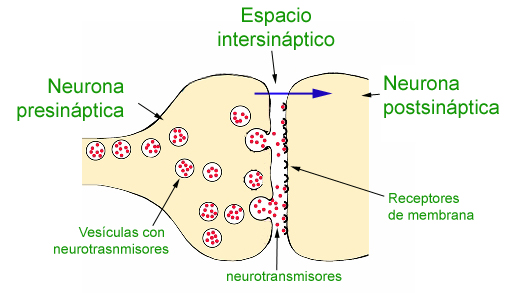 Espacio
intersináptico
Neurona
presináptica
Neurona
postsináptica
Vesículas con
neurotrasnmisores
Receptores
de membrana
neurotransmisores